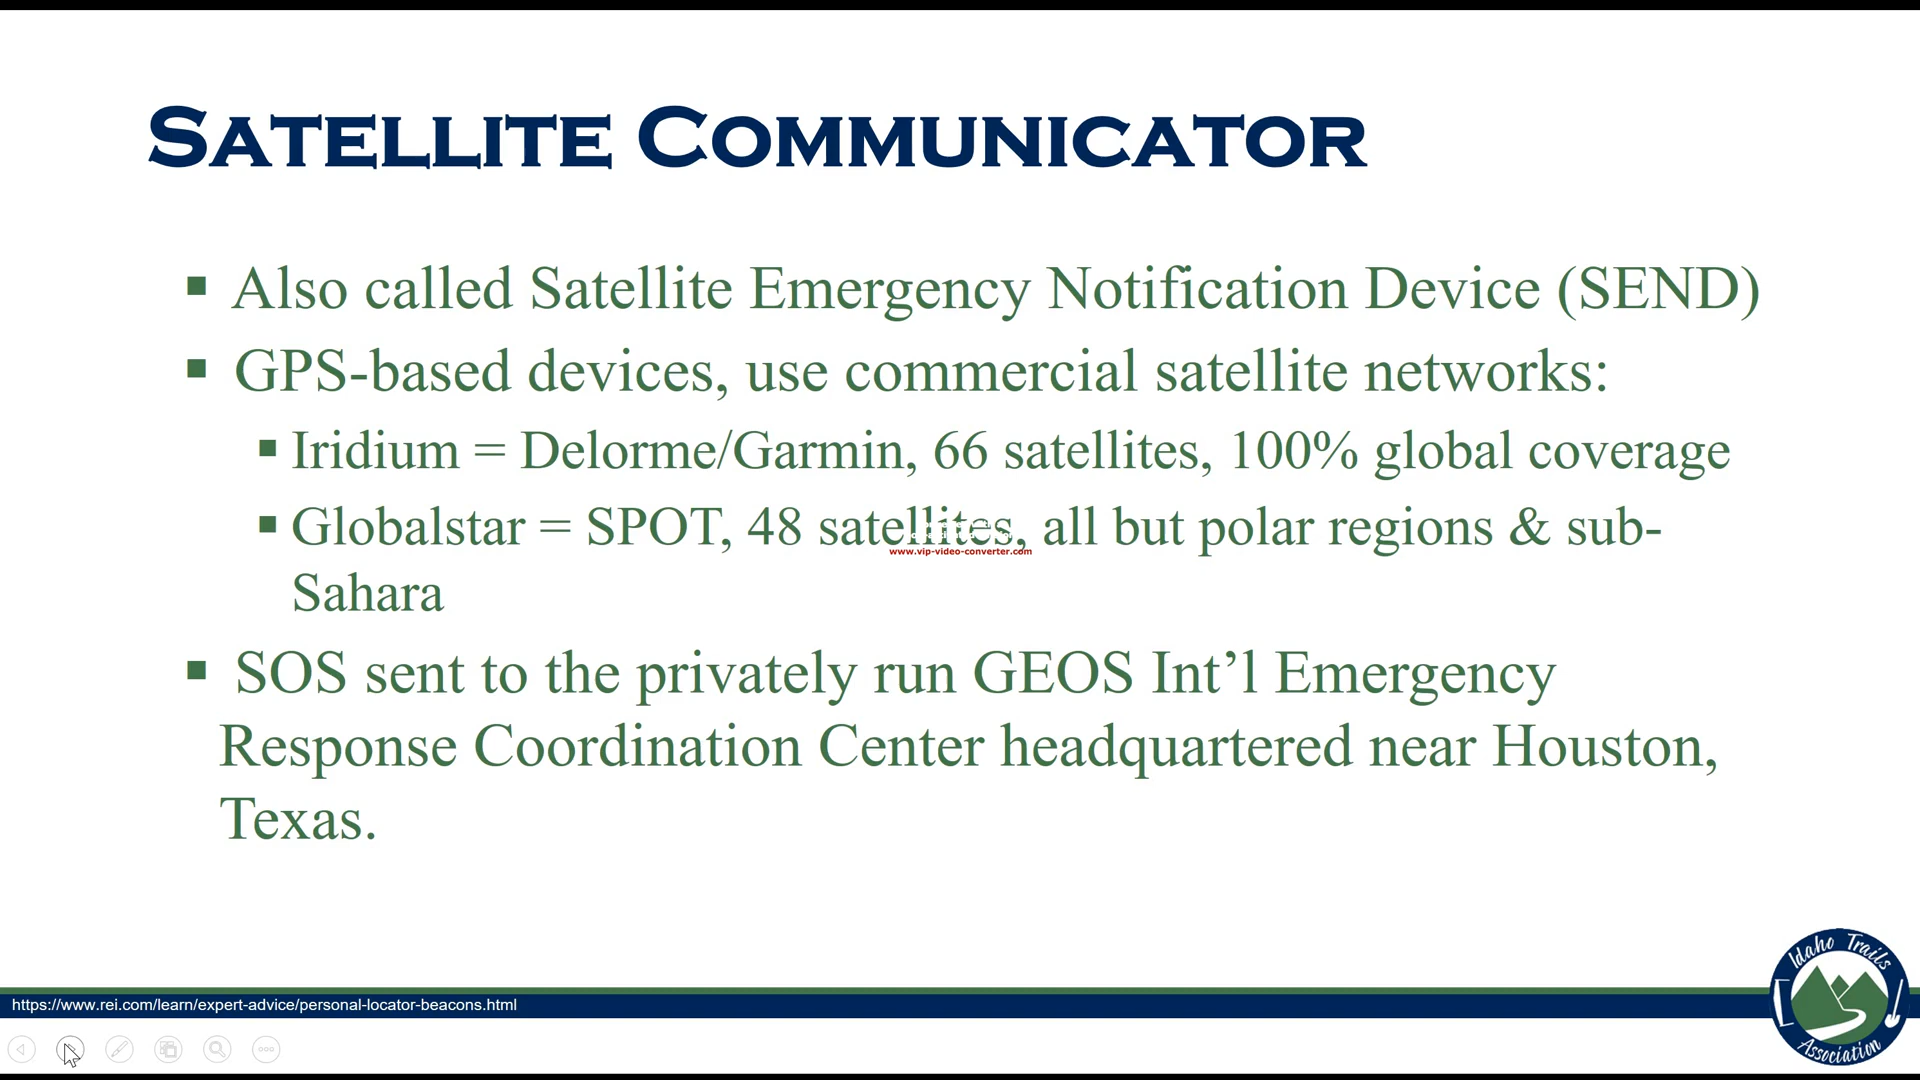 Satellite Communicator
▪ Also called Satellite Emergency Notification Device (SEND)
▪ GPS-based devices, use commercial satellite networks:
▪ Iridium = Delorme/Garmin, 66 satellites, 100% global coverage
▪ Globalstar = SPOT, 48 satellites, all but polar regions & sub-
Sahara
www.vip-video-converter.com
▪ SOS sent to the privately run GEOS Int’l Emergency
Response Coordination Center headquartered near Houston,
Texas.
https://www.rei.com/learn/expert-advice/personal-locator-beacons.html
Idaho Trails
Association